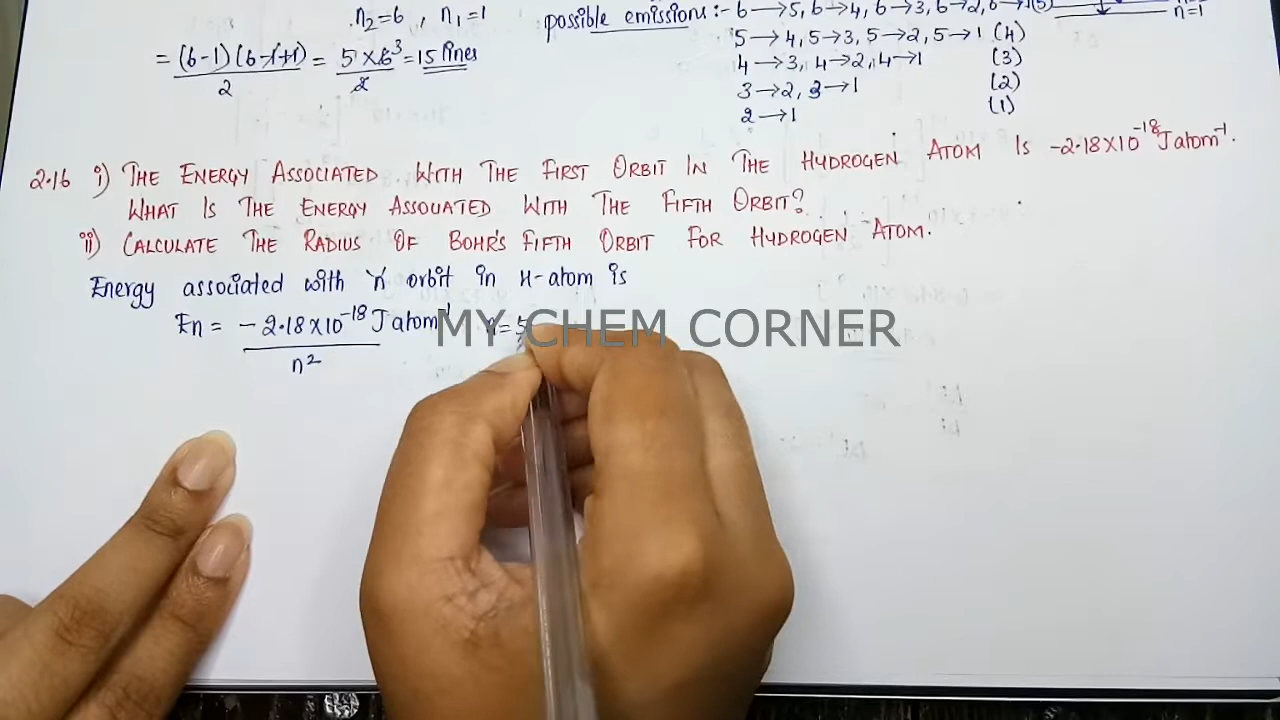 n₂=6 , n₁=1
possible emissions :- 6→5, 6→4, 6→3, 6→2, 6→1(5)
n=1
= (6-1)(6-1+1)/2 = 5×6³/2 = 15 lines
5→4, 5→3, 5→2, 5→1 (4)
4→3, 4→2, 4→1 (3)
3→2, 3→1 (2)
2→1 (1)
2.16 i) THE ENERGY ASSOCIATED WITH THE FIRST ORBIT IN THE HYDROGEN ATOM IS -2.18×10⁻¹⁸ J atom⁻¹.
WHAT IS THE ENERGY ASSOCIATED WITH THE FIFTH ORBIT?
ii) CALCULATE THE RADIUS OF BOHR'S FIFTH ORBIT FOR HYDROGEN ATOM.
Energy associated with 'n' orbit in H-atom is
En = -2.18×10⁻¹⁸ J atom⁻¹/n² n=5
MY CHEM CORNER